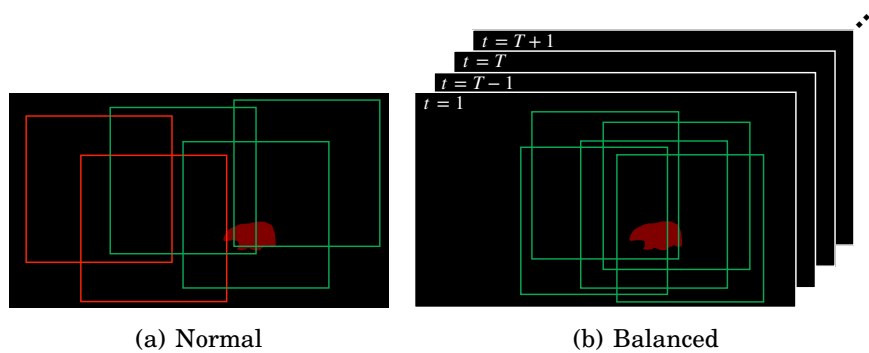 t = T + 1
t = T
t = T − 1
t = 1
(a) Normal
(b) Balanced